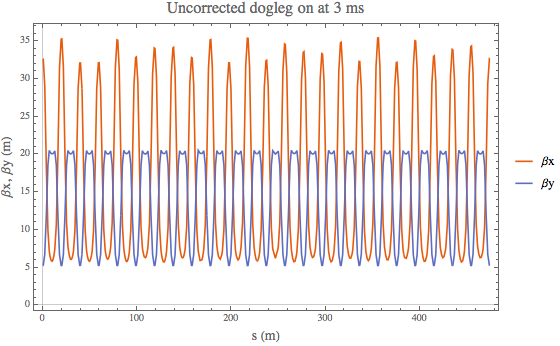 Uncorrected dogleg on at 3 ms
βx, βy (m)
35
30
25
20
15
10
5
0
0
100
200
300
400
s (m)
βx
βy